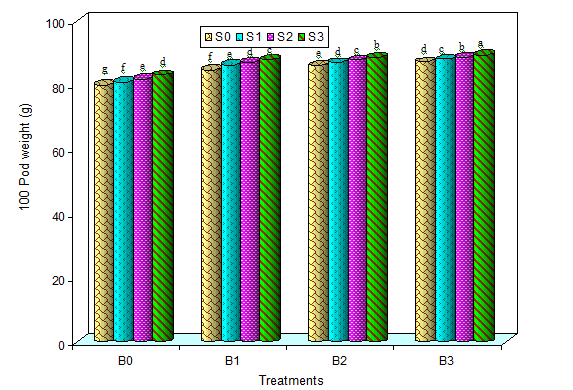 100
S0 S1 S2 S3
g f e d f e d c e d c b d c b a
80
60
40
20
0
100 Pod weight (g)
B0 B1 B2 B3
Treatments